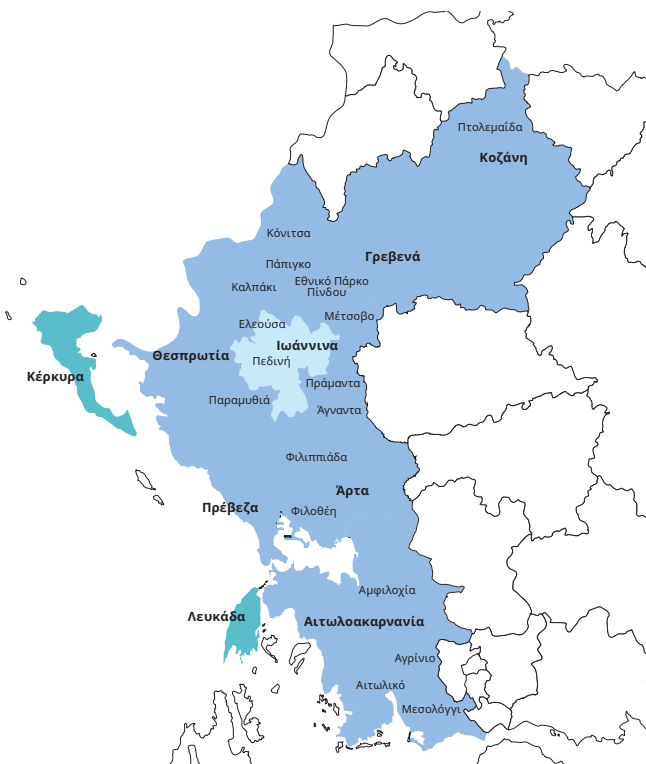 Πτολεμαΐδα
Κοζάνη
Κόνιτσα
Γρεβενά
Πάπιγκο
Καλπάκι
Εθνικό Πάρκο
Πίνδου
Μέτσοβο
Ελεούσα
Ιωάννινα
Θεσπρωτία
Πεδινή
Κέρκυρα
Πράμαντα
Παραμυθιά
Άγναντα
Φιλιππιάδα
Άρτα
Πρέβεζα
Φιλοθέη
Αμφιλοχία
Λευκάδα
Αιτωλοακαρνανία
Αγρίνιο
Αιτωλικό
Μεσολόγγι